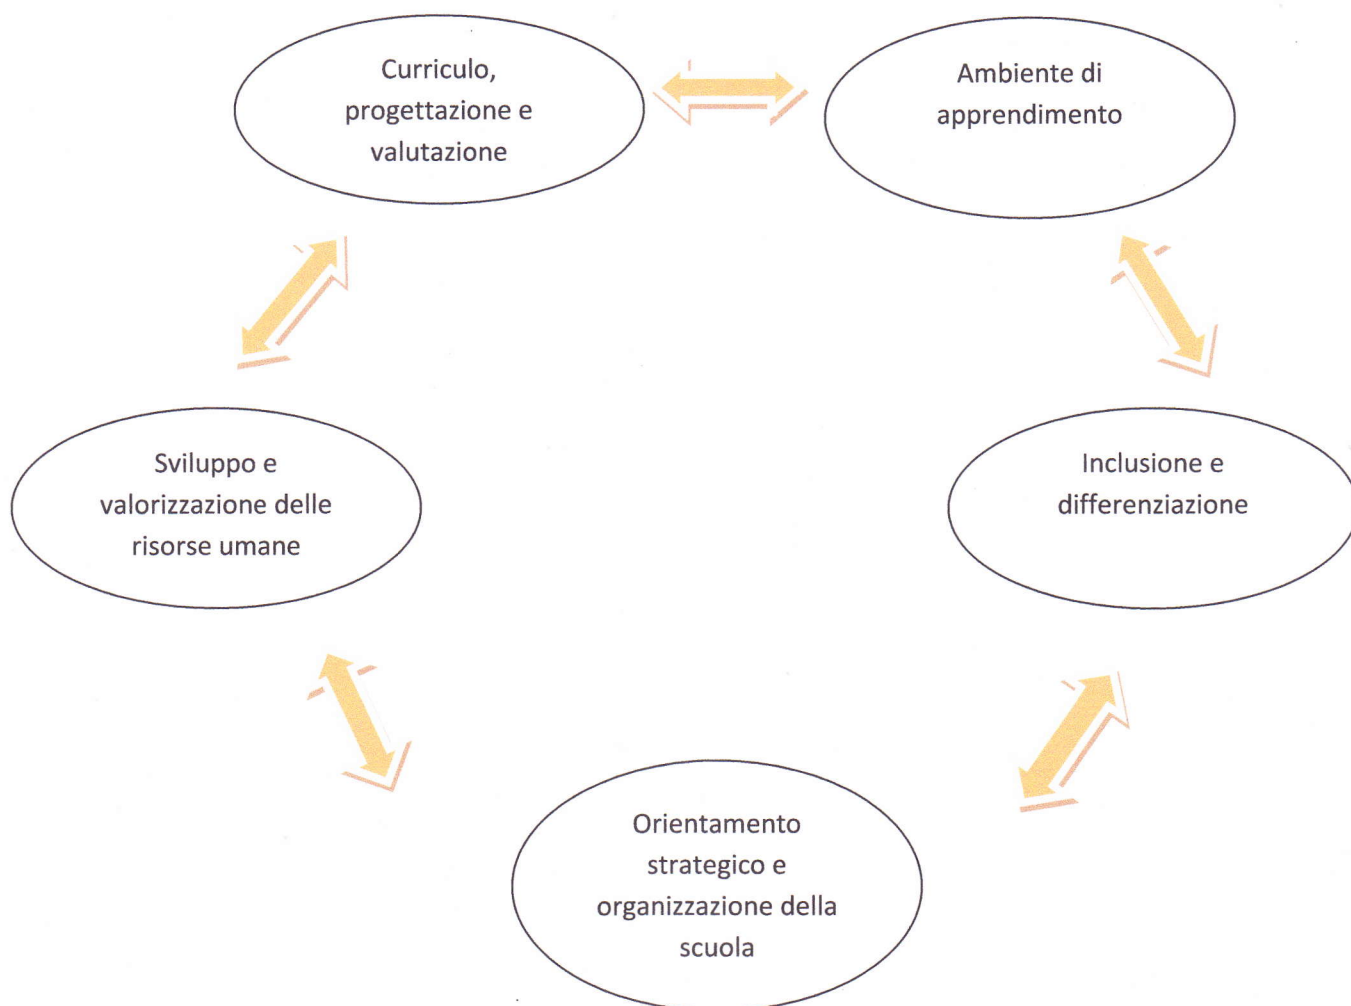 Curriculo,
progettazione e
valutazione
Ambiente di
apprendimento
Sviluppo e
valorizzazione delle
risorse umane
Inclusione e
differenziazione
Orientamento
strategico e
organizzazione della
scuola